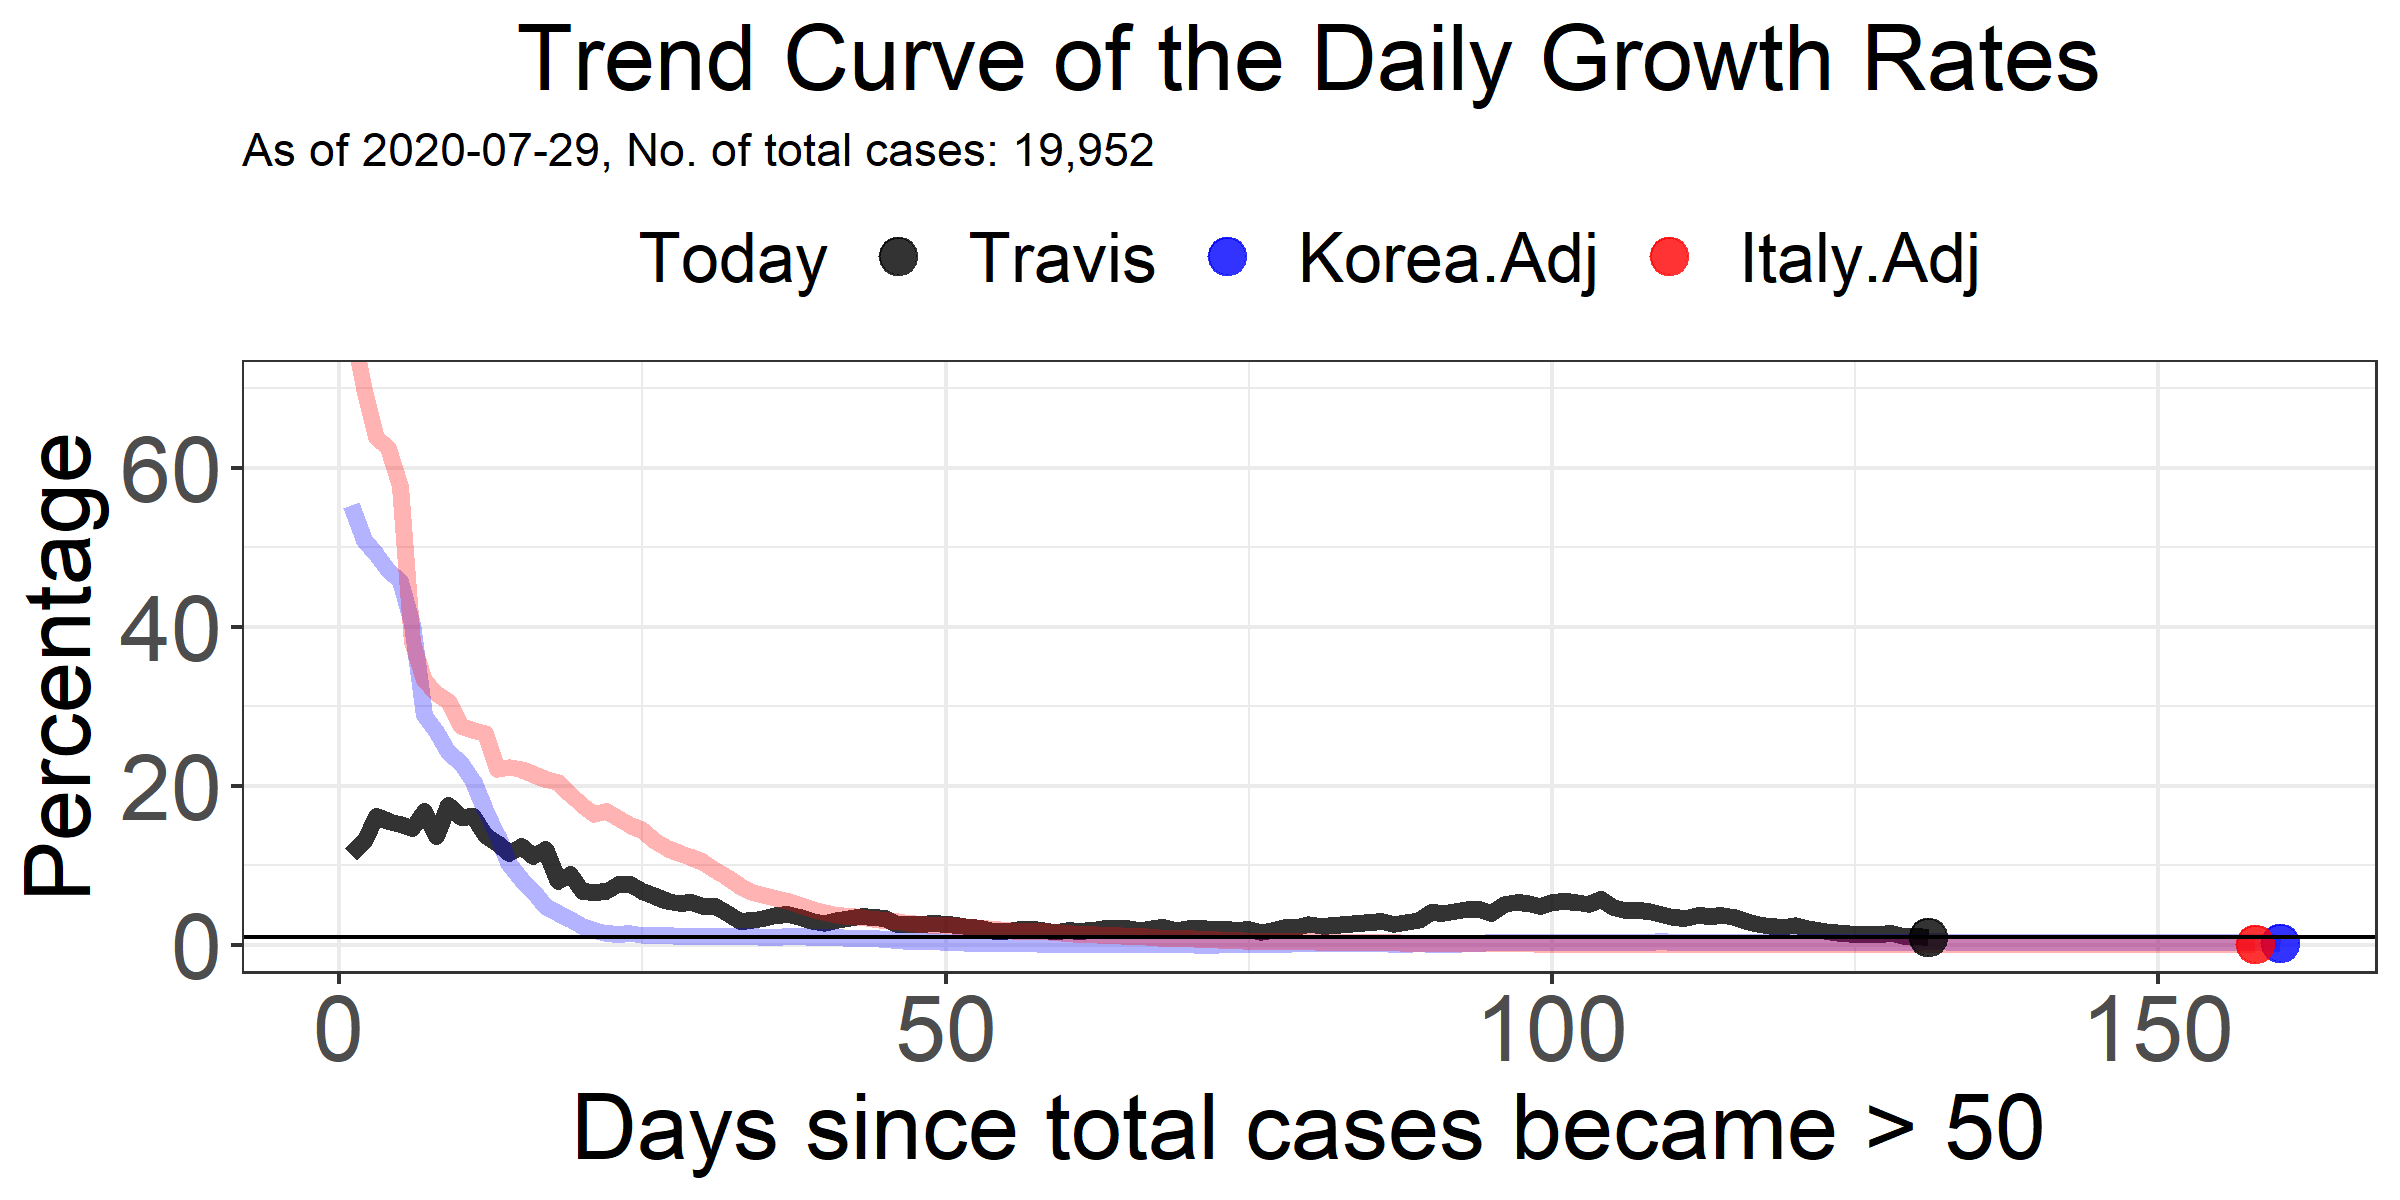 Trend Curve of the Daily Growth Rates
As of 2020-07-29, No. of total cases: 19,952
Today Travis Korea.Adj Italy.Adj
Percentage
60
40
20
0
0 50 100 150
Days since total cases became > 50